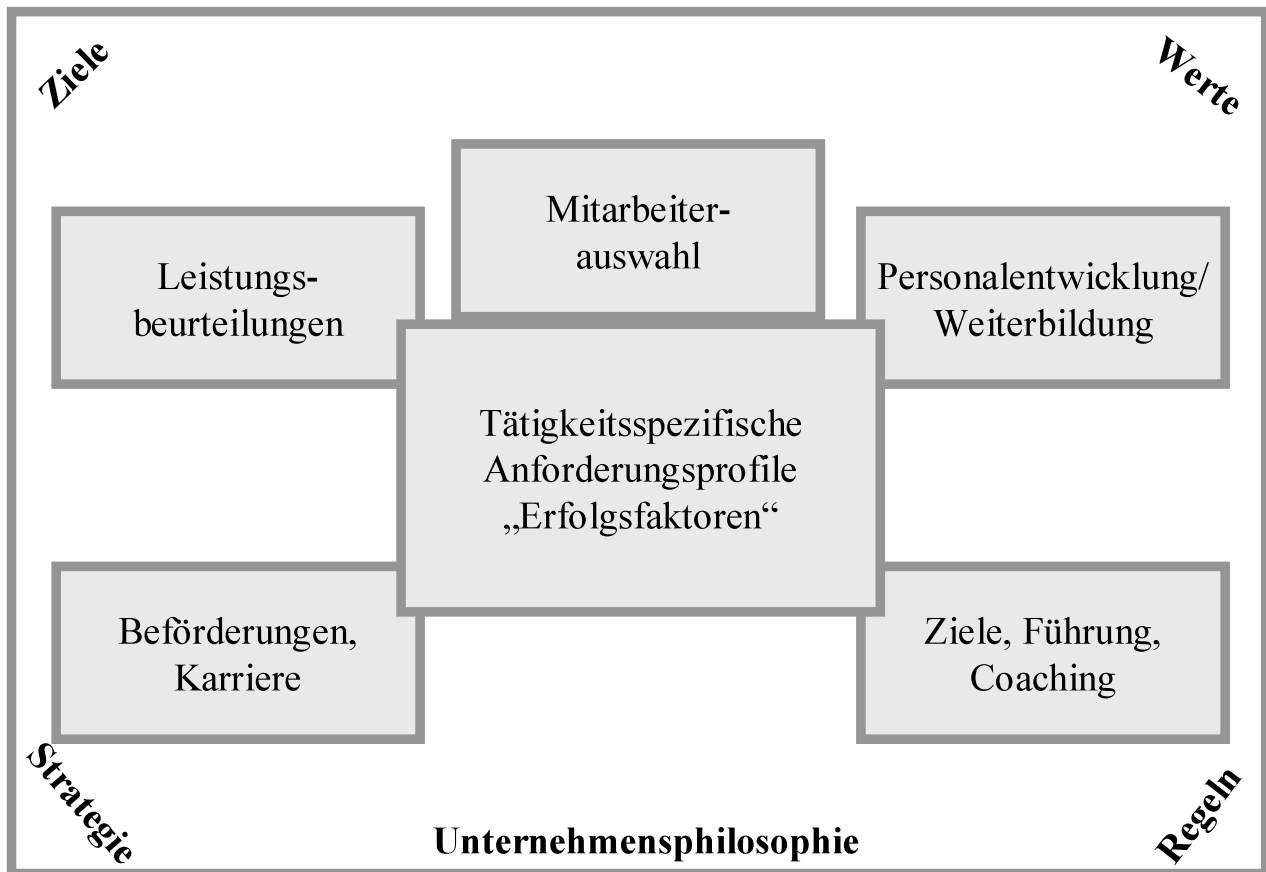 Ziele
Werte
Mitarbeiter-
auswahl
Leistungs-
beurteilungen
Personalentwicklung/
Weiterbildung
Tätigkeitsspezifische
Anforderungsprofile
„Erfolgsfaktoren“
Beförderungen,
Karriere
Ziele, Führung,
Coaching
Strategie
Unternehmensphilosophie
Regeln